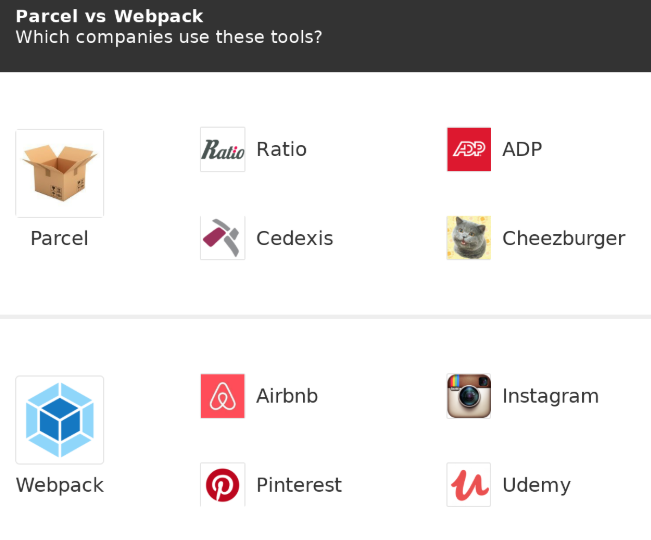 Parcel vs Webpack
Which companies use these tools?
Ratio Ratio
ADP ADP
Parcel
Cedexis
Cheezburger
Airbnb
Instagram
Webpack
Pinterest
Udemy